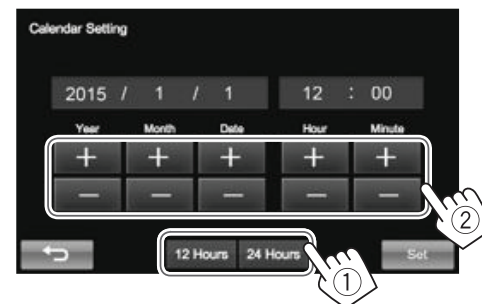 Calendar Setting
2015 / 1 / 1 12 : 00
Year Month Date Hour Minute
+ + + + +
− − − − −
12 Hours 24 Hours Set
①
②